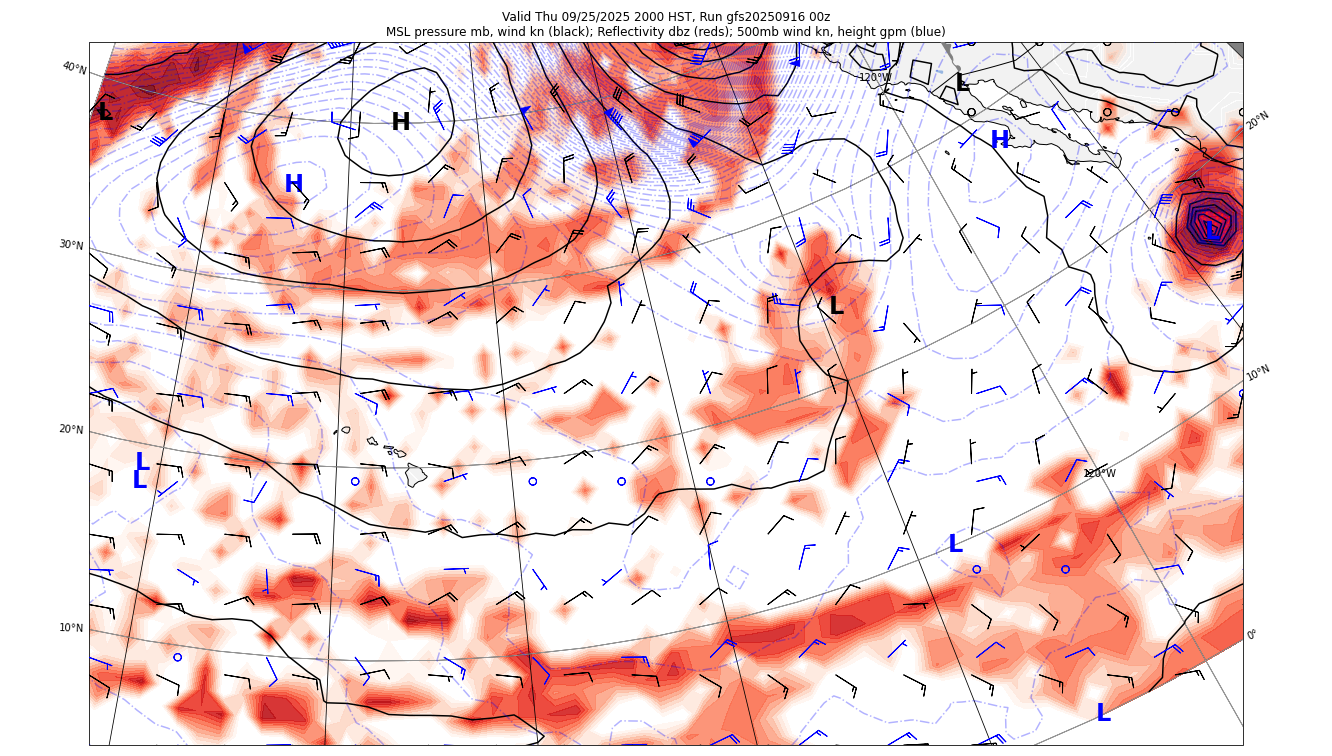 Valid Thu 09/25/2025 2000 HST, Run gfs20250916 00z
MSL pressure mb, wind kn (black); Reflectivity dbz (reds); 500mb wind kn, height gpm (blue)
40°N
120°W
L
20°N
L
H
H
H
L
30°N
L
10°N
20°N
L
L
120°W
L
10°N
0°
L